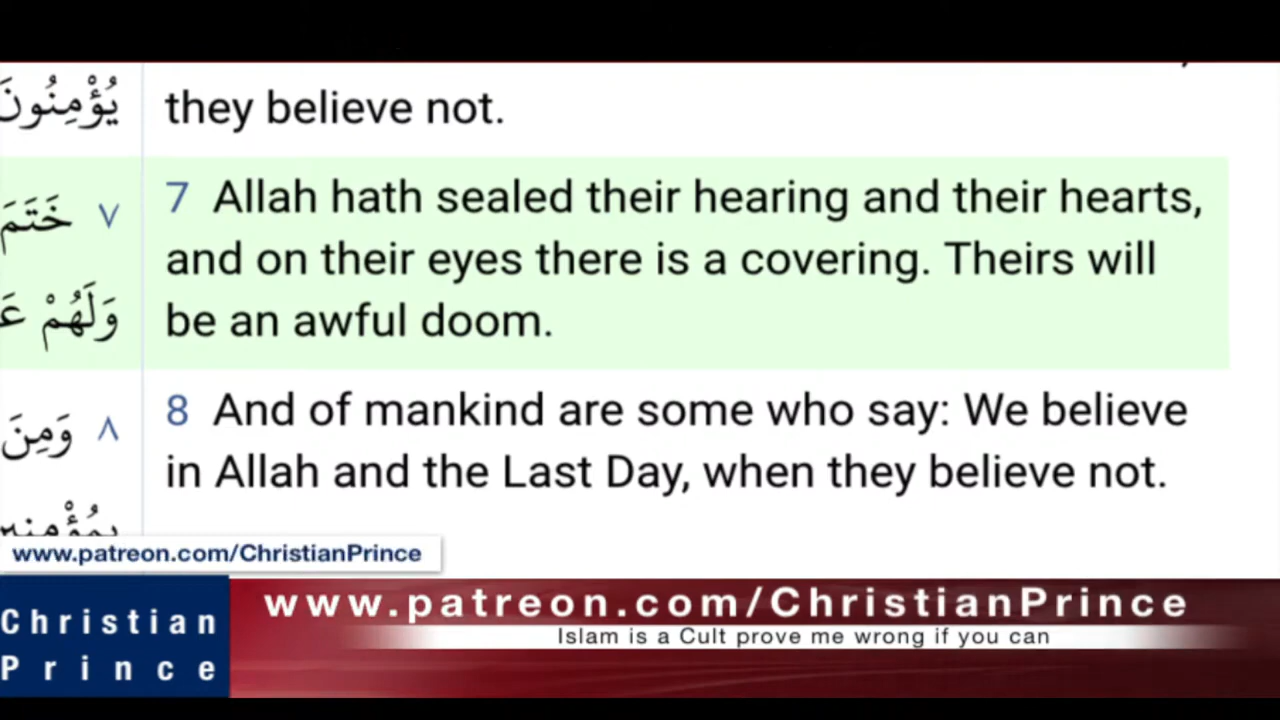 يُؤْمِنُونَ
they believe not.
٧ خَتَمَ
7 Allah hath sealed their hearing and their hearts,
and on their eyes there is a covering. Theirs will
وَلَهُمْ
be an awful doom.
٨ وَمِنَ
8 And of mankind are some who say: We believe
in Allah and the Last Day, when they believe not.
www.patreon.com/ChristianPrince
Christian
Prince
www.patreon.com/ChristianPrince
Islam is a Cult prove me wrong if you can